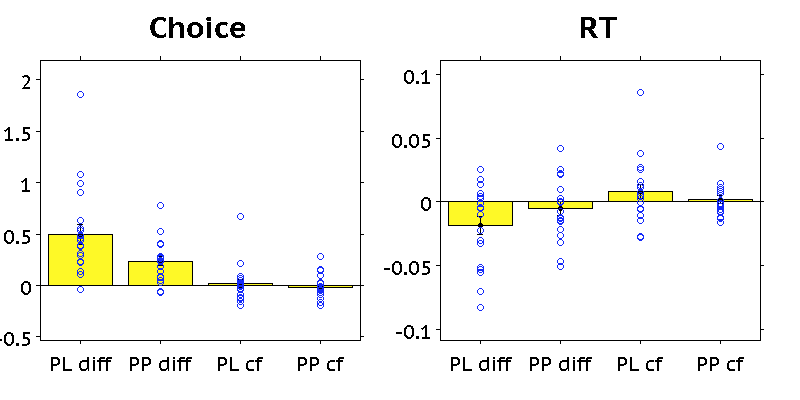 Choice
RT
2
1.5
1
0.5
0
-0.5
PL diff
PP diff
PL cf
PP cf
0.1
0.05
0
-0.05
-0.1
PL diff
PP diff
PL cf
PP cf